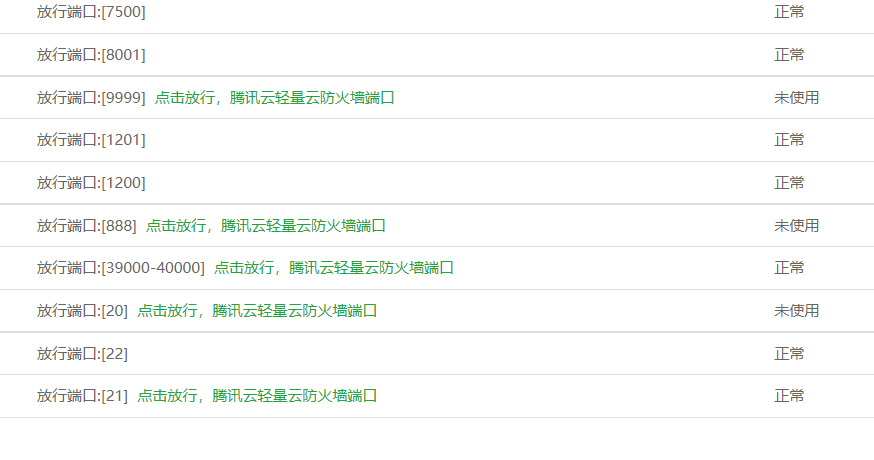 放行端口:[7500] 正常
放行端口:[8001] 正常
放行端口:[9999] 点击放行，腾讯云轻量云防火墙端口 未使用
放行端口:[1201] 正常
放行端口:[1200] 正常
放行端口:[888] 点击放行，腾讯云轻量云防火墙端口 未使用
放行端口:[39000-40000] 点击放行，腾讯云轻量云防火墙端口 正常
放行端口:[20] 点击放行，腾讯云轻量云防火墙端口 未使用
放行端口:[22] 正常
放行端口:[21] 点击放行，腾讯云轻量云防火墙端口 正常